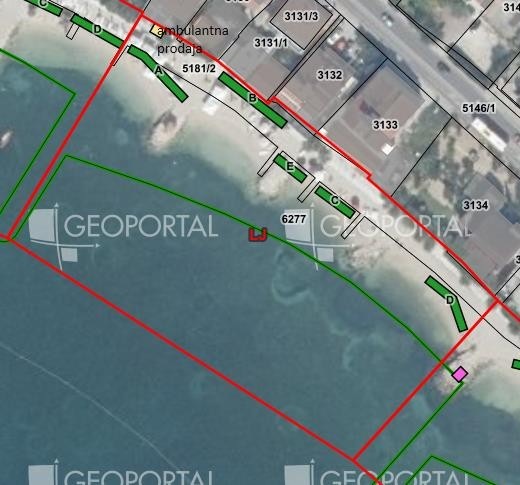 C
D
ambulantna
prodaja
3131/3
3131/1
5181/2
A
B
3132
5146/1
3133
E
C
3134
6277
GEOPORTAL
GEOPORTAL
D
GEOPORTAL
GEOPORTAL